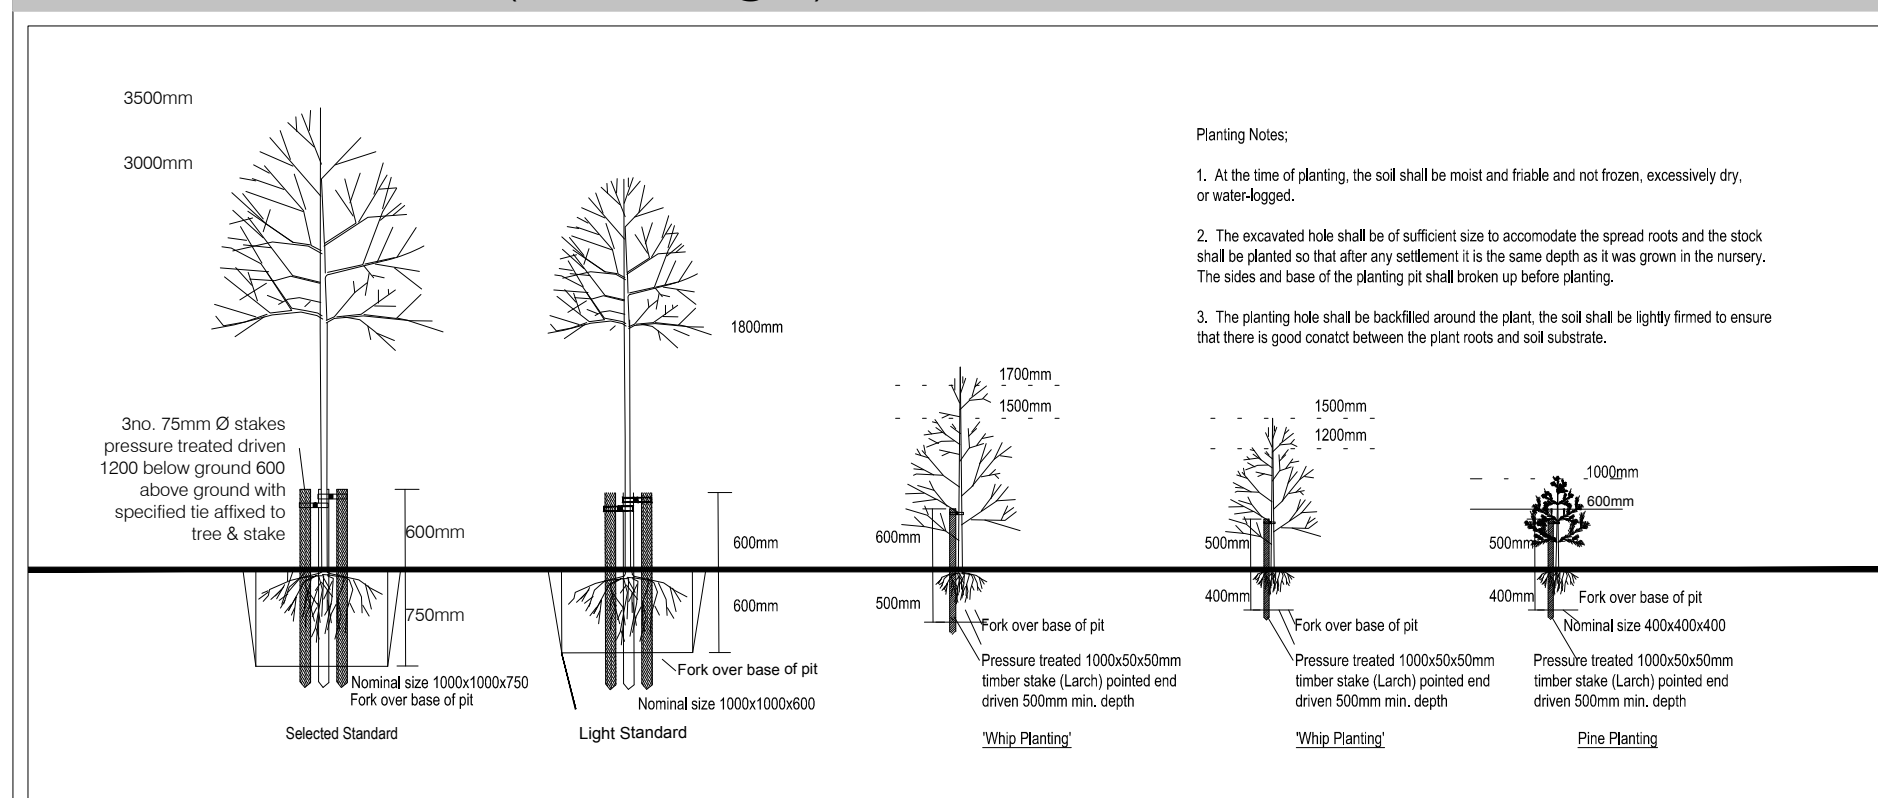 3500mm
3000mm
3no. 75mm Ø stakes
pressure treated driven
1200 below ground 600
above ground with
specified tie affixed to
tree & stake
600mm
750mm
Nominal size 1000x1000x750
Fork over base of pit
Selected Standard
1800mm
600mm
600mm
Fork over base of pit
Nominal size 1000x1000x600
Light Standard
1700mm
1500mm
600mm
500mm
Fork over base of pit
Pressure treated 1000x50x50mm
timber stake (Larch) pointed end
driven 500mm min. depth
'Whip Planting'
Planting Notes;
1. At the time of planting, the soil shall be moist and friable and not frozen, excessively dry,
or water-logged.
2. The excavated hole shall be of sufficient size to accomodate the spread roots and the stock
shall be planted so that after any settlement it is the same depth as it was grown in the nursery.
The sides and base of the planting pit shall broken up before planting.
3. The planting hole shall be backfilled around the plant, the soil shall be lightly firmed to ensure
that there is good conatct between the plant roots and soil substrate.
1500mm
1200mm
500mm
400mm
Fork over base of pit
Pressure treated 1000x50x50mm
timber stake (Larch) pointed end
driven 500mm min. depth
'Whip Planting'
1000mm
600mm
500mm
400mm
Fork over base of pit
Nominal size 400x400x400
Pressure treated 1000x50x50mm
timber stake (Larch) pointed end
driven 500mm min. depth
Pine Planting